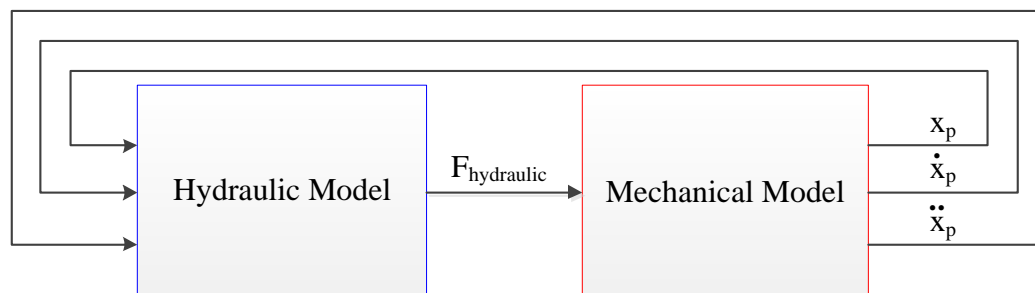 Hydraulic Model
F_hydraulic
Mechanical Model
x_p
ẋ_p
ẍ_p